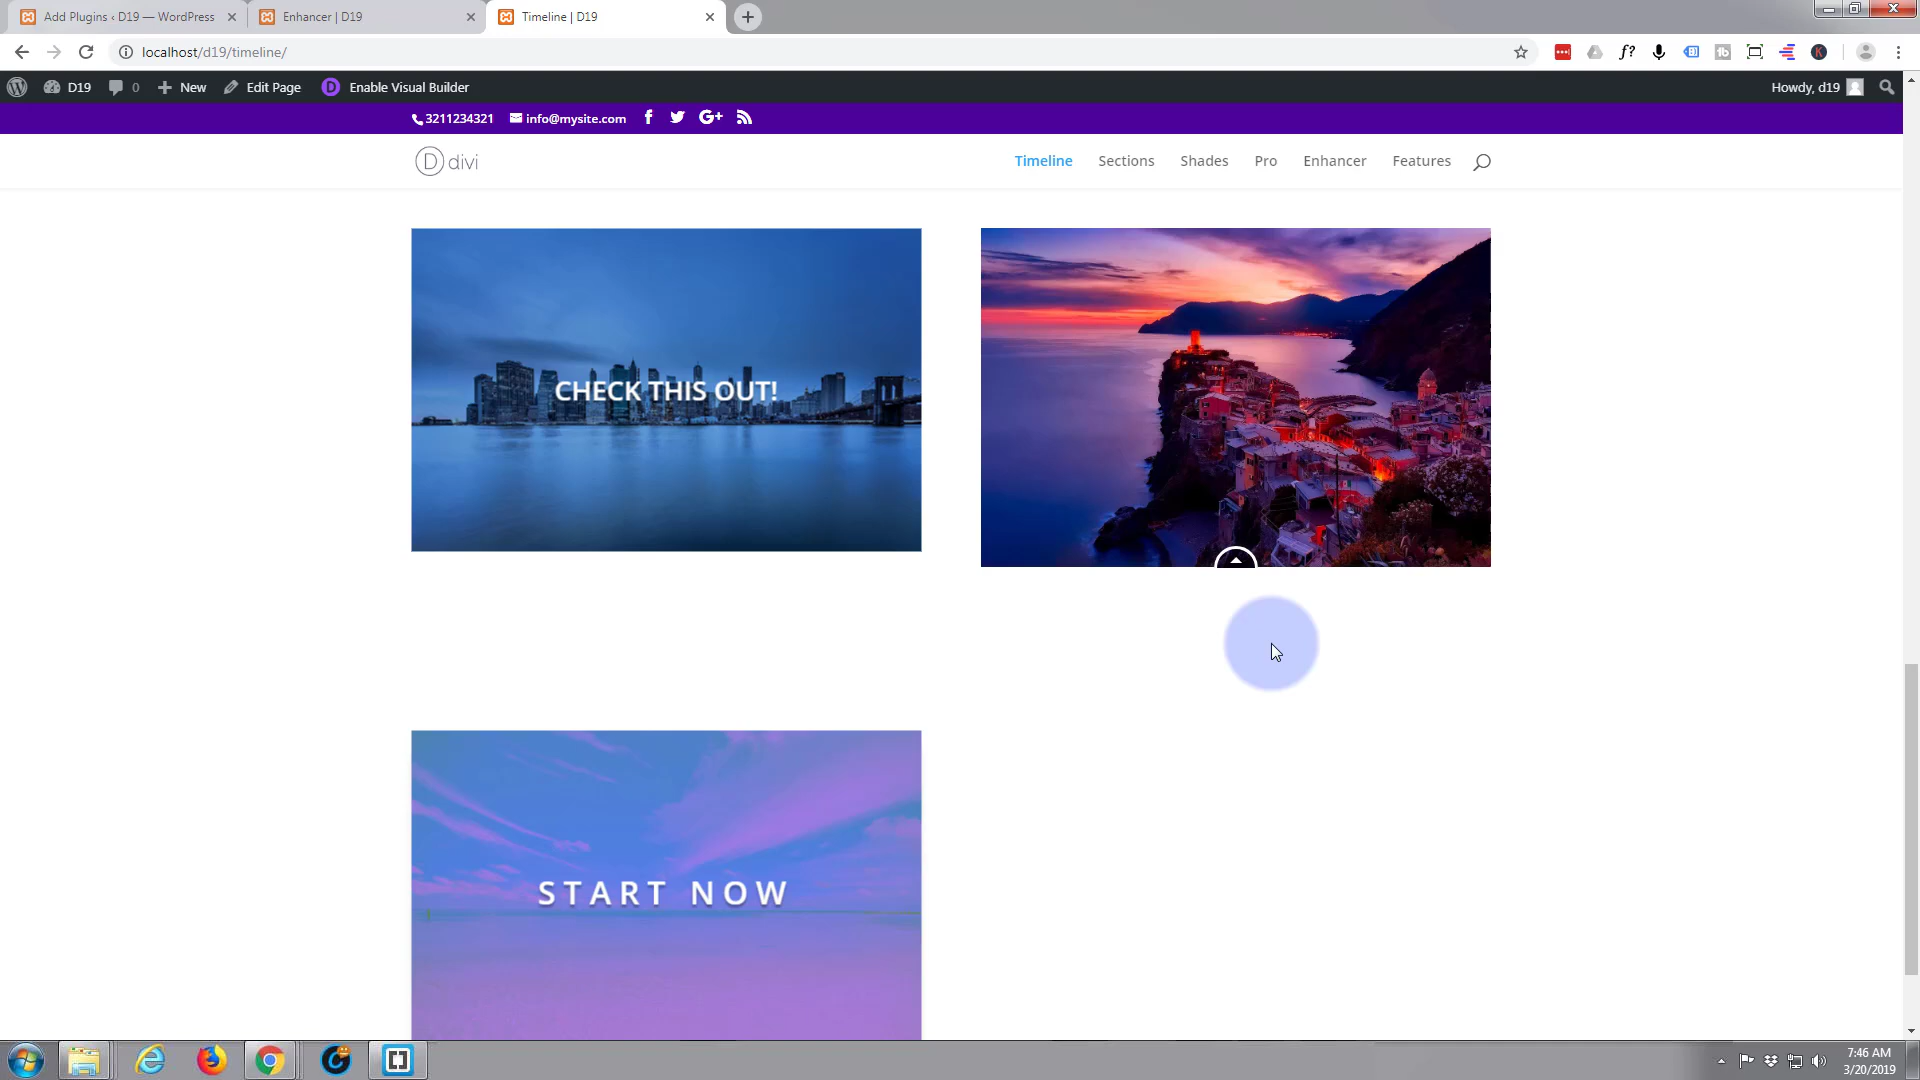 Add Plugins ‹ D19 — WordPress
Enhancer | D19
Timeline | D19
localhost/d19/timeline/
D19
0
New
Edit Page
D
Enable Visual Builder
Howdy, d19
3211234321
info@mysite.com
D divi
Timeline
Sections
Shades
Pro
Enhancer
Features
CHECK THIS OUT!
START NOW
7:46 AM
3/20/2019